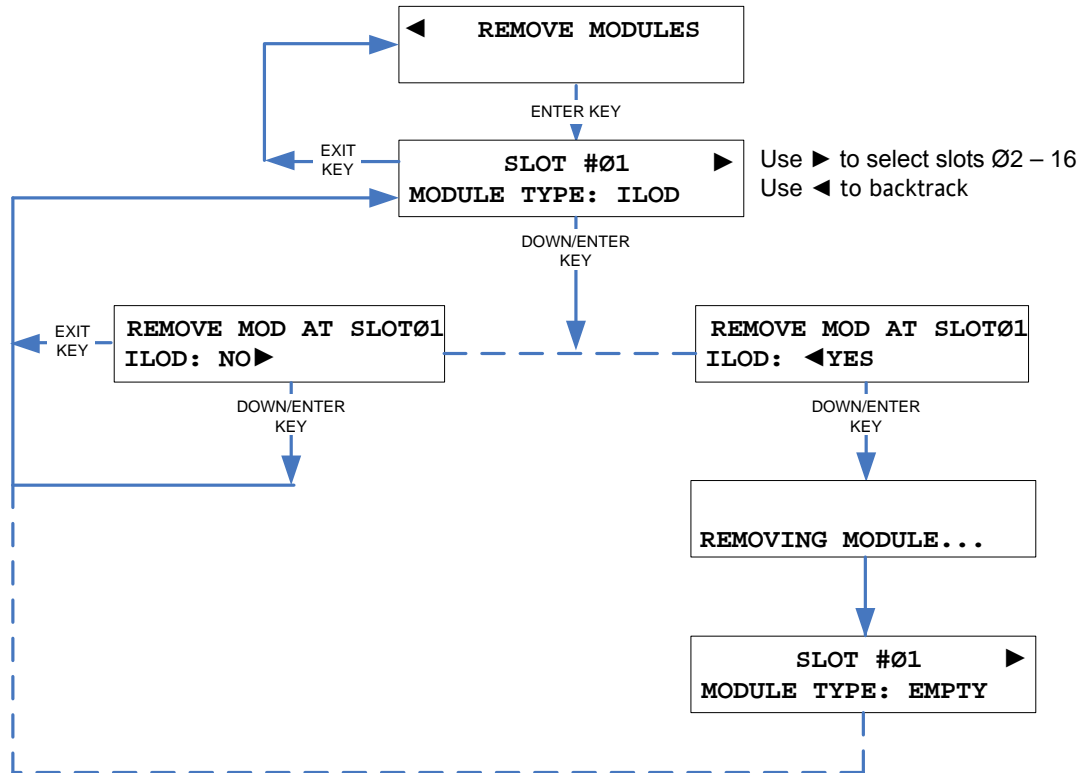 ◄ REMOVE MODULES
ENTER KEY
EXIT
KEY
SLOT #Ø1 ►
MODULE TYPE: ILOD
Use ► to select slots Ø2 – 16
Use ◄ to backtrack
DOWN/ENTER
KEY
EXIT
KEY
REMOVE MOD AT SLOTØ1
ILOD: NO►
REMOVE MOD AT SLOTØ1
ILOD: ◄YES
DOWN/ENTER
KEY
DOWN/ENTER
KEY
REMOVING MODULE...
SLOT #Ø1 ►
MODULE TYPE: EMPTY